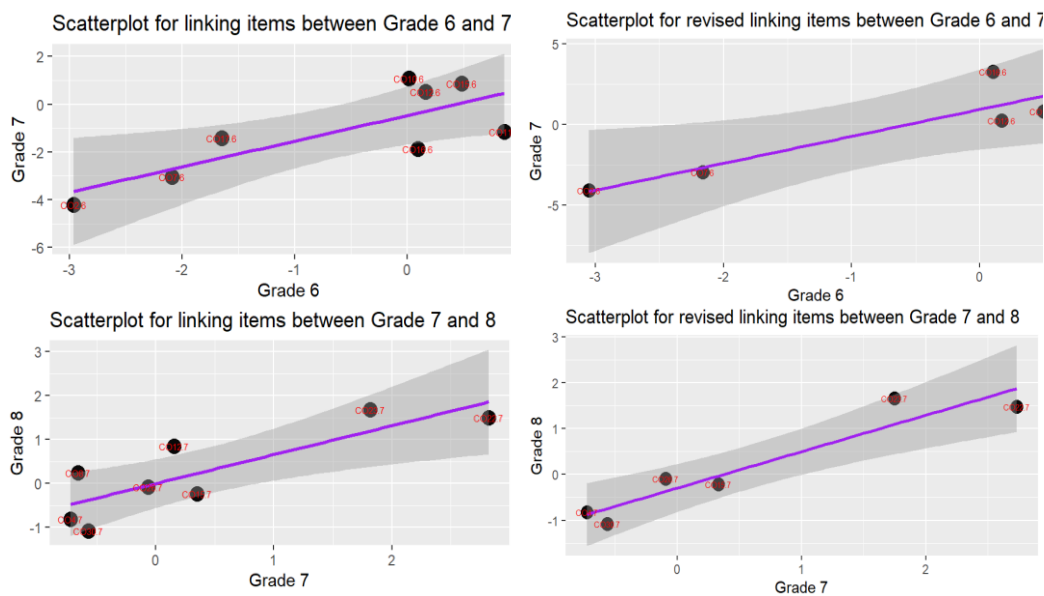 Scatterplot for linking items between Grade 6 and 7
2
0
-2
-4
-6
Grade 7
-3
-2
-1
0
Grade 6
Scatterplot for revised linking items between Grade 6 and 7
5
0
-5
Grade 7
-3
-2
-1
0
Grade 6
Scatterplot for linking items between Grade 7 and 8
3
2
1
0
-1
Grade 8
0
1
2
Grade 7
Scatterplot for revised linking items between Grade 7 and 8
3
2
1
0
-1
Grade 8
0
1
2
Grade 7